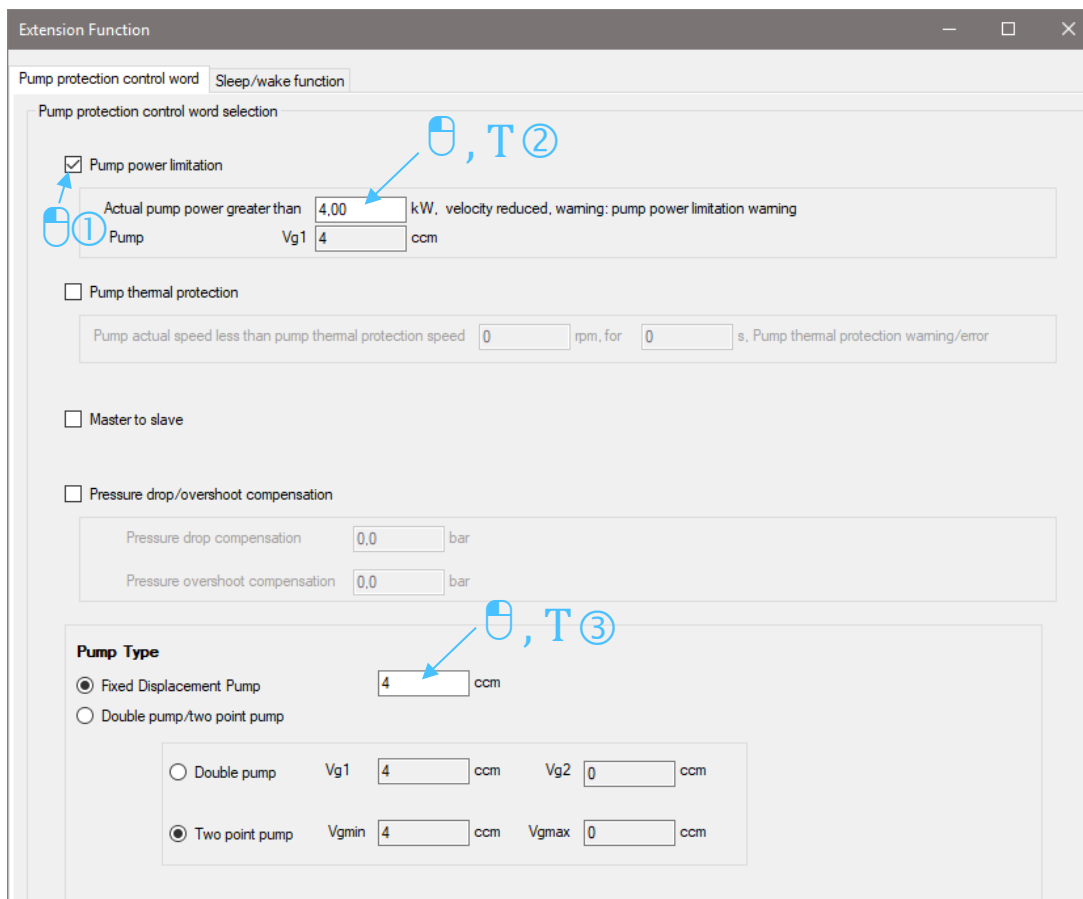 Extension Function
Pump protection control word Sleep/wake function
Pump protection control word selection
, T ②
Pump power limitation
①
Actual pump power greater than 4,00 kW, velocity reduced, warning: pump power limitation warning
Pump Vg1 4 ccm
Pump thermal protection
Pump actual speed less than pump thermal protection speed 0 rpm, for 0 s, Pump thermal protection warning/error
Master to slave
Pressure drop/overshoot compensation
Pressure drop compensation 0,0 bar
Pressure overshoot compensation 0,0 bar
, T ③
Pump Type
Fixed Displacement Pump 4 ccm
Double pump/two point pump
Double pump Vg1 4 ccm Vg2 0 ccm
Two point pump Vgmin 4 ccm Vgmax 0 ccm